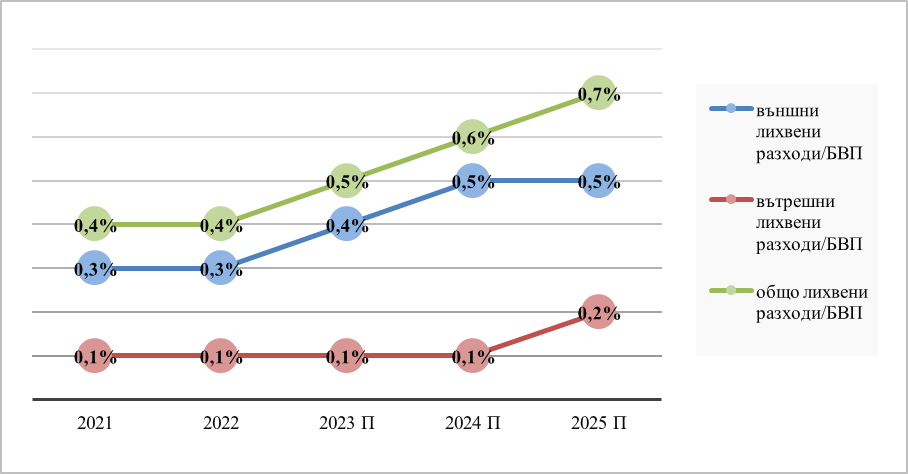 0,7%
0,6%
0,5% 0,5% 0,5%
0,4% 0,4% 0,4%
0,3% 0,3%
0,2%
0,1% 0,1% 0,1% 0,1%
2021 2022 2023 П 2024 П 2025 П
външни
лихвени
разходи/БВП
вътрешни
лихвени
разходи/БВП
общо лихвени
разходи/БВП